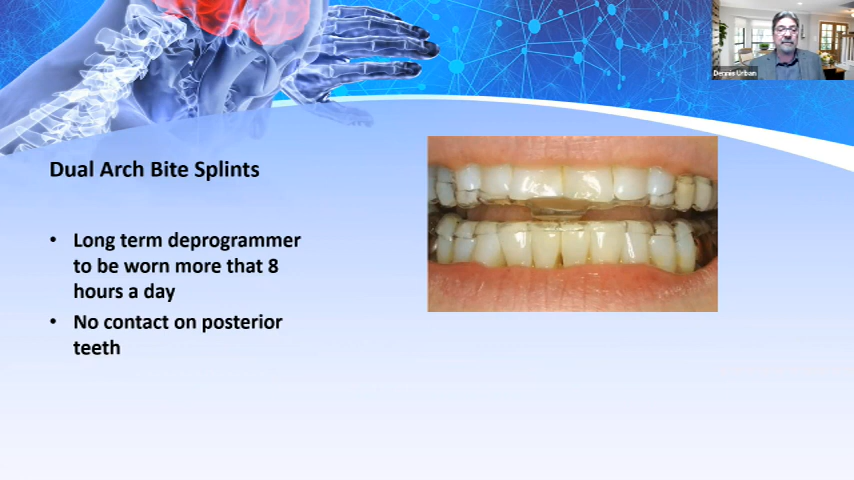 Dennis Urban
Dual Arch Bite Splints
• Long term deprogrammer
to be worn more that 8
hours a day
• No contact on posterior
teeth